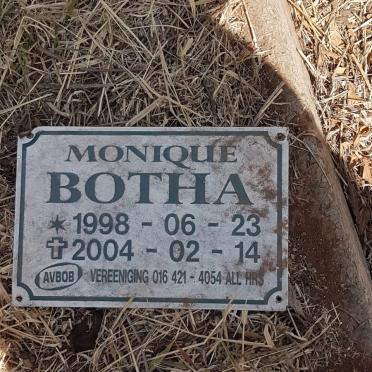 MONIQUE
BOTHA
1998 - 06 - 23
2004 - 02 - 14
AVBOB VEREENIGING 016 421 - 4054 ALL HRS